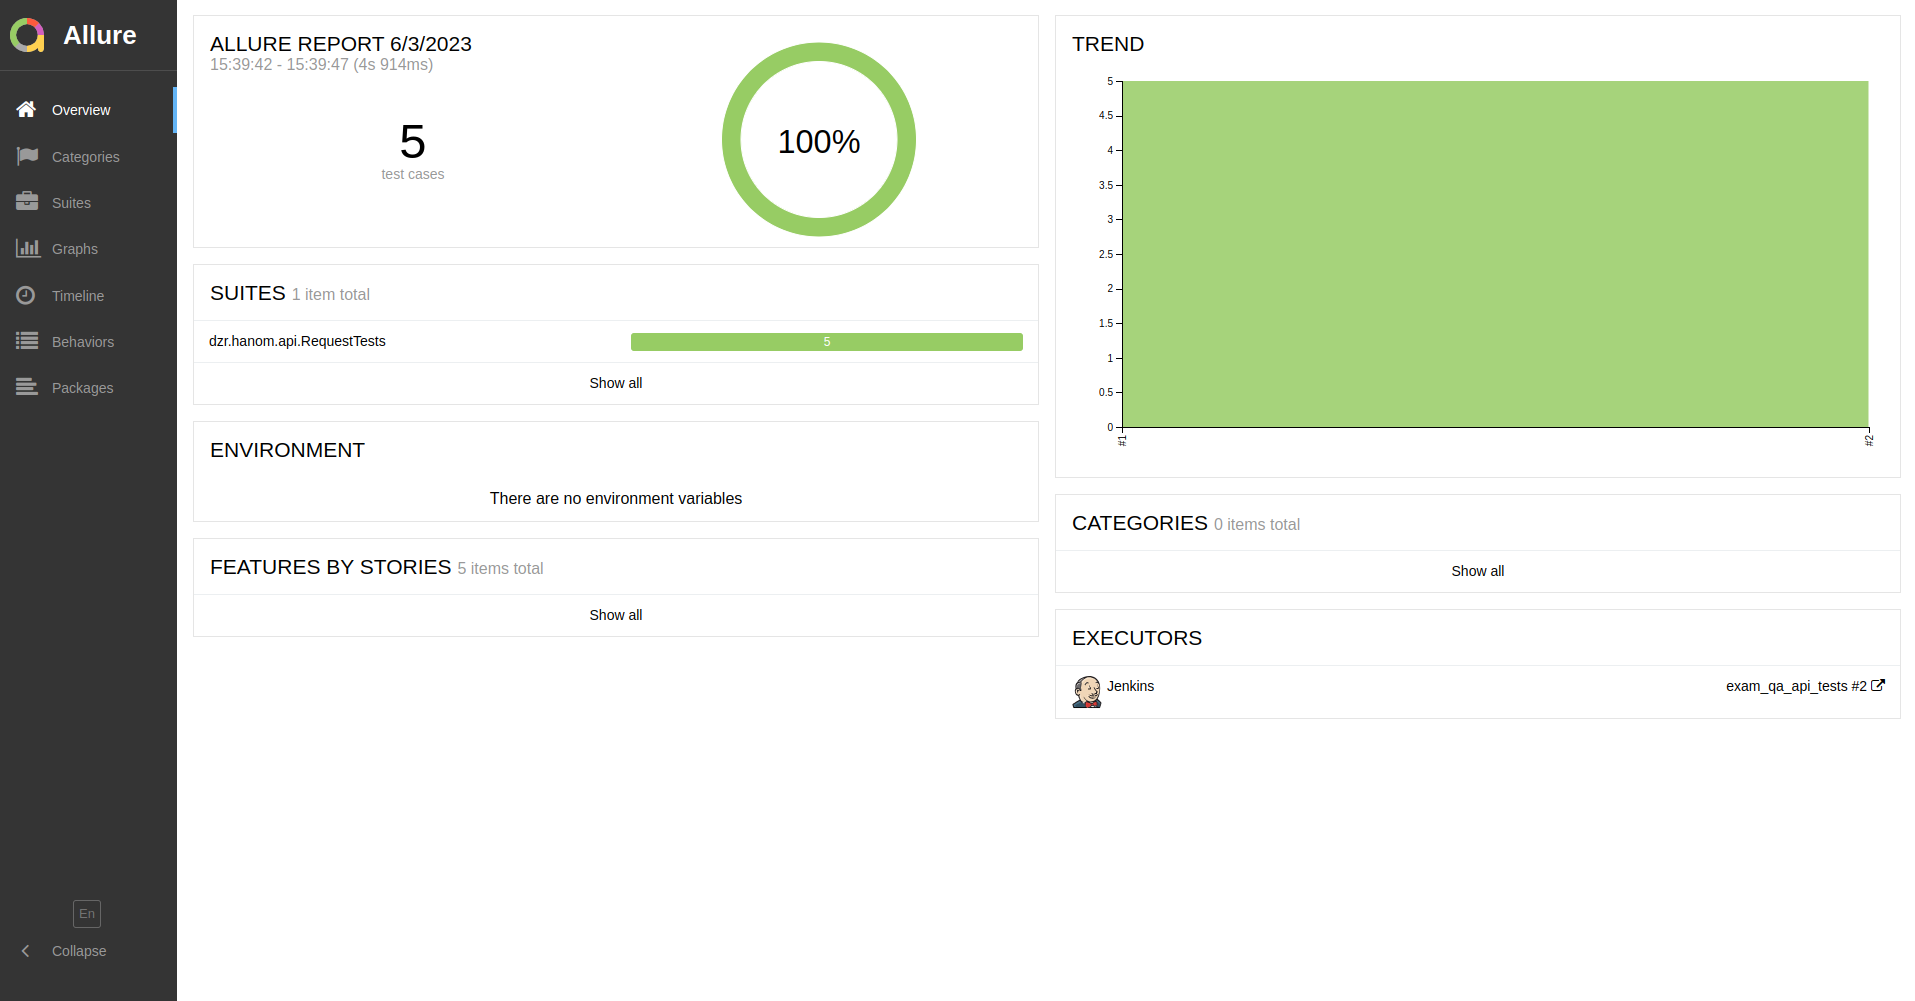 Allure
Overview
Categories
Suites
Graphs
Timeline
Behaviors
Packages
En
Collapse
ALLURE REPORT 6/3/2023
15:39:42 - 15:39:47 (4s 914ms)
5
test cases
100%
SUITES 1 item total
dzr.hanom.api.RequestTests 5
Show all
ENVIRONMENT
There are no environment variables
FEATURES BY STORIES 5 items total
Show all
TREND
5
4.5
4
3.5
3
2.5
2
1.5
1
0.5
0
#1 #2
CATEGORIES 0 items total
Show all
EXECUTORS
Jenkins exam_qa_api_tests #2